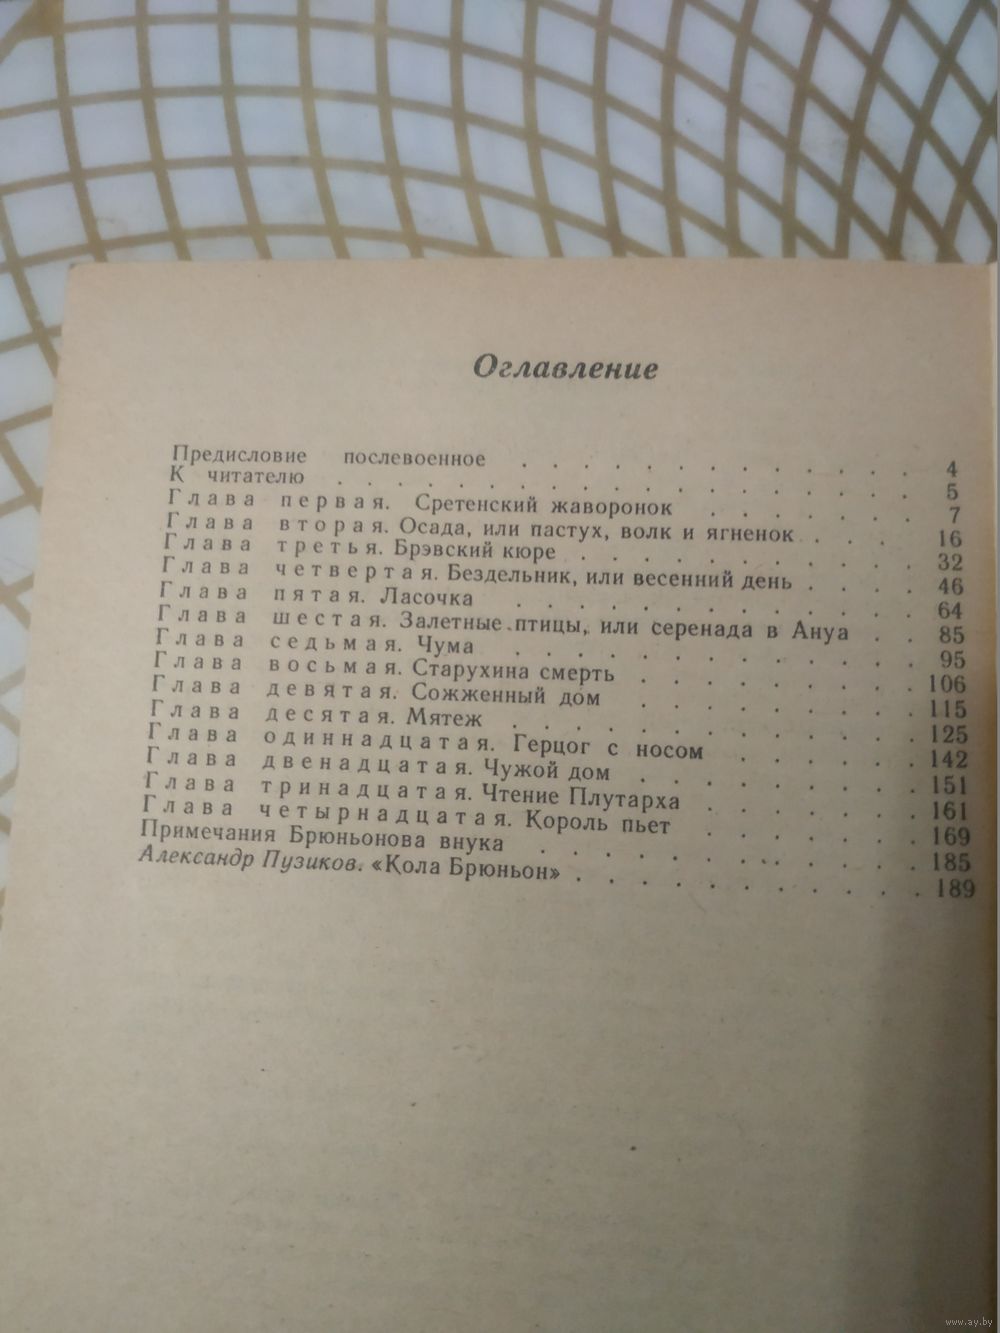 Оглавление
Предисловие послевоенное . . . . . . . . . . . . . 4
К читателю . . . . . . . . . . . . . . . . . . 5
Глава первая. Сретенский жаворонок . . . . . . . 7
Глава вторая. Осада, или пастух, волк и ягненок . . . 16
Глава третья. Брэвский кюре . . . . . . . . . . 32
Глава четвертая. Бездельник, или весенний день . . . . 46
Глава пятая. Ласочка . . . . . . . . . . . . 64
Глава шестая. Залетные птицы, или серенада в Ануа . . 85
Глава седьмая. Чума . . . . . . . . . . . . 95
Глава восьмая. Старухина смерть . . . . . . . . 106
Глава девятая. Сожженный дом . . . . . . . . 115
Глава десятая. Мятеж . . . . . . . . . . . . 125
Глава одиннадцатая. Герцог с носом . . . . . . 142
Глава двенадцатая. Чужой дом . . . . . . . . 151
Глава тринадцатая. Чтение Плутарха . . . . . . 161
Глава четырнадцатая. Король пьет . . . . . . 169
Примечания Брюньонова внука . . . . . . . . . . . 185
Александр Пузиков. «Кола Брюньон» . . . . . . . . . . . 189
www.ay.by